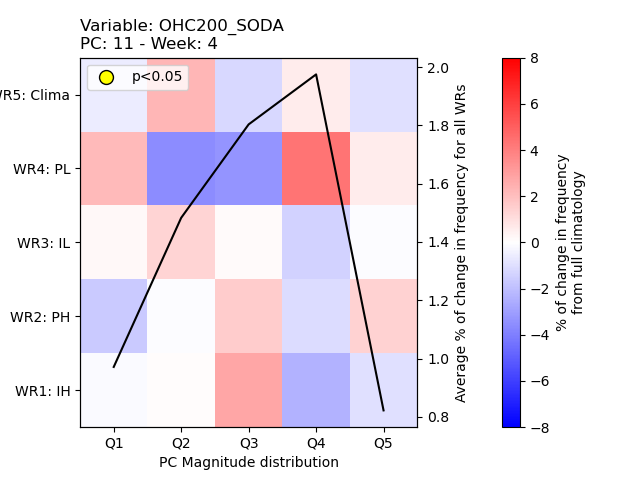 Variable: OHC200_SODA
PC: 11 - Week: 4
p<0.05
R5: Clima
WR4: PL
WR3: IL
WR2: PH
WR1: IH
Q1 Q2 Q3 Q4 Q5
PC Magnitude distribution
2.0
1.8
1.6
1.4
1.2
1.0
0.8
Average % of change in frequency for all WRs
8
6
4
2
0
−2
−4
−6
−8
% of change in frequency
from full climatology